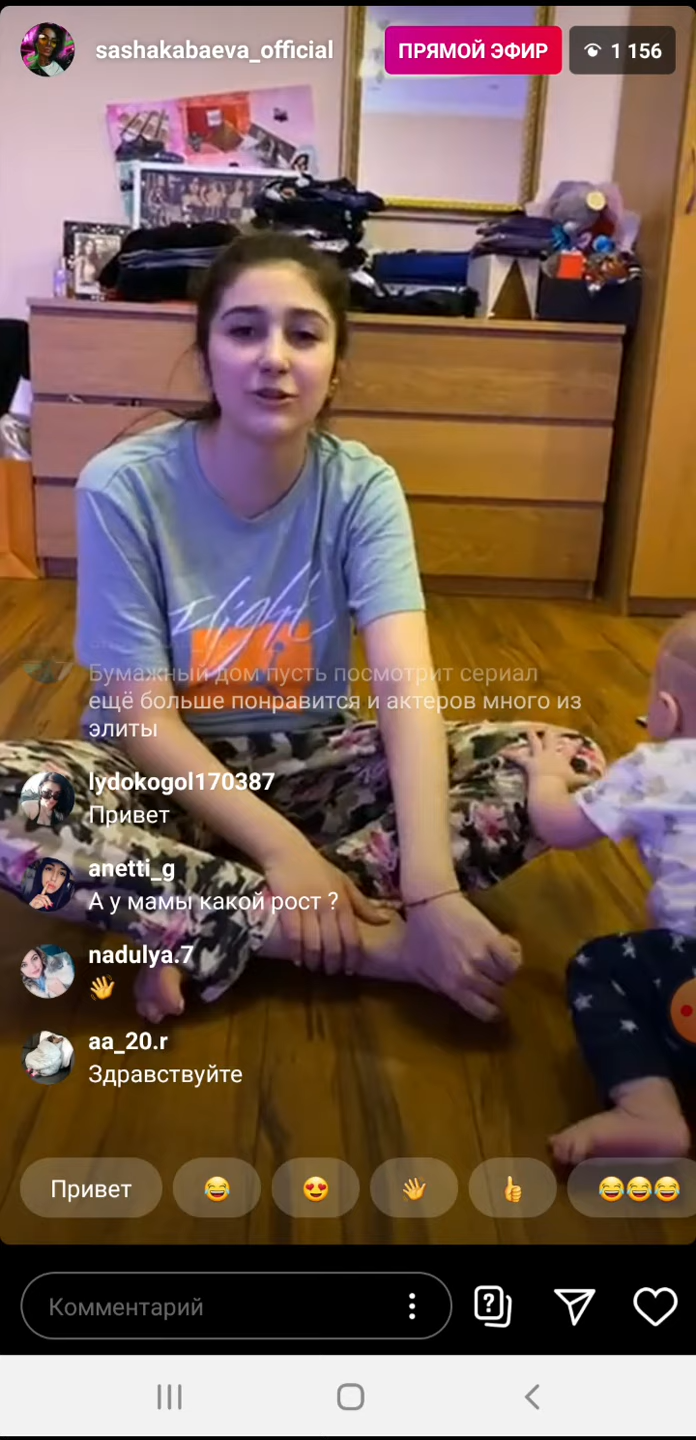 sashakabaeva_official
ПРЯМОЙ ЭФИР
1 156
flight
Бумажный дом пусть посмотрит сериал
ещё больше понравится и актеров много из
элиты
lydokogol170387
Привет
anetti_g
А у мамы какой рост ?
nadulya.7
👋
aa_20.r
Здравствуйте
Привет 😂 😍 👋 👍 😂😂😂
Комментарий